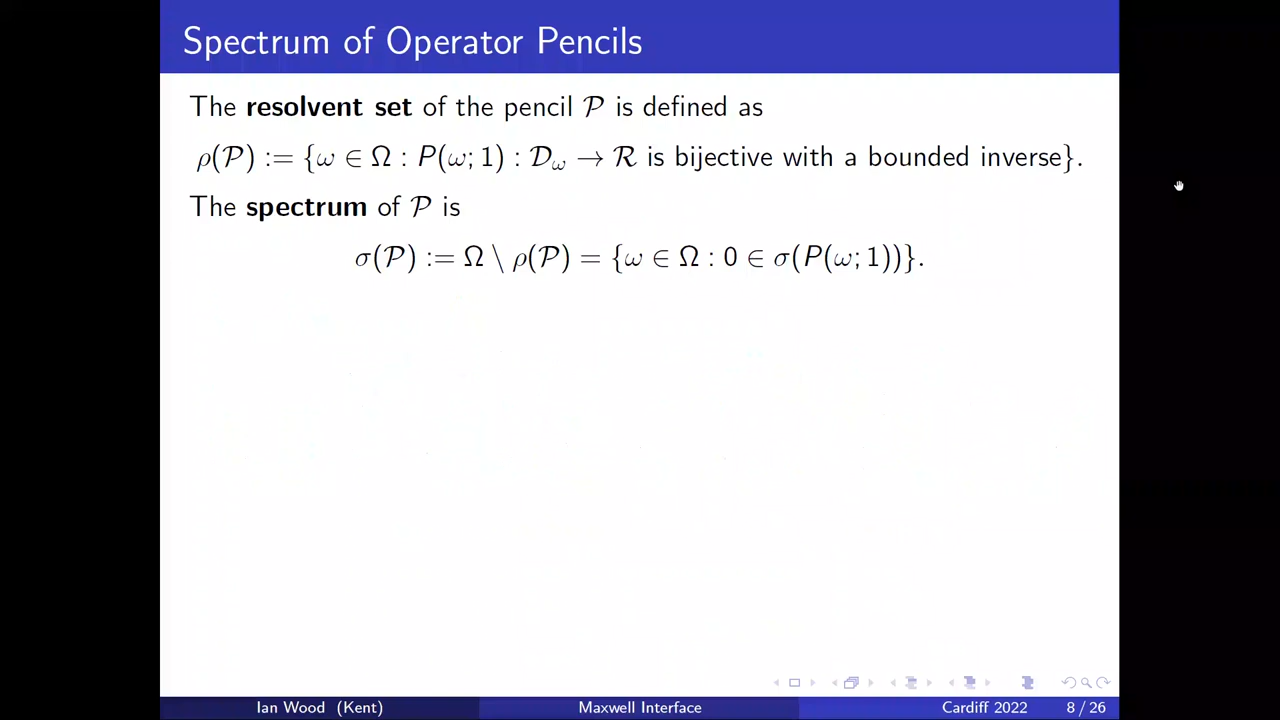 Spectrum of Operator Pencils
The resolvent set of the pencil 𝒫 is defined as
ρ(𝒫) := {ω ∈ Ω : P(ω; 1) : 𝒟_ω → ℛ is bijective with a bounded inverse}.
The spectrum of 𝒫 is
σ(𝒫) := Ω \ ρ(𝒫) = {ω ∈ Ω : 0 ∈ σ(P(ω; 1))}.
Ian Wood (Kent) Maxwell Interface Cardiff 2022 8 / 26